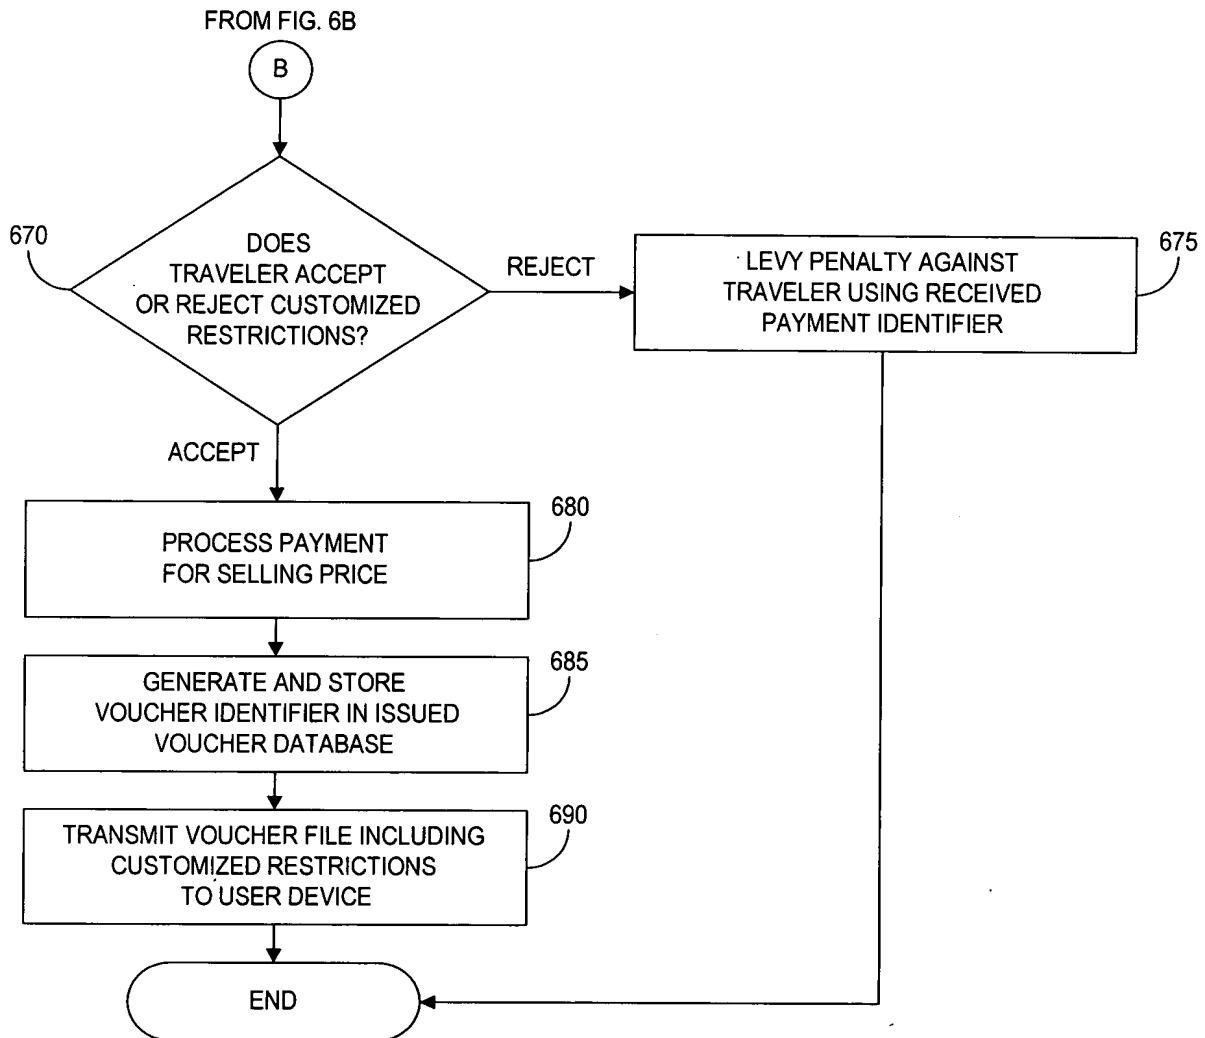 FROM FIG. 6B
B
670
DOES
TRAVELER ACCEPT
OR REJECT CUSTOMIZED
RESTRICTIONS?
REJECT
675
LEVY PENALTY AGAINST
TRAVELER USING RECEIVED
PAYMENT IDENTIFIER
ACCEPT
680
PROCESS PAYMENT
FOR SELLING PRICE
685
GENERATE AND STORE
VOUCHER IDENTIFIER IN ISSUED
VOUCHER DATABASE
690
TRANSMIT VOUCHER FILE INCLUDING
CUSTOMIZED RESTRICTIONS
TO USER DEVICE
END